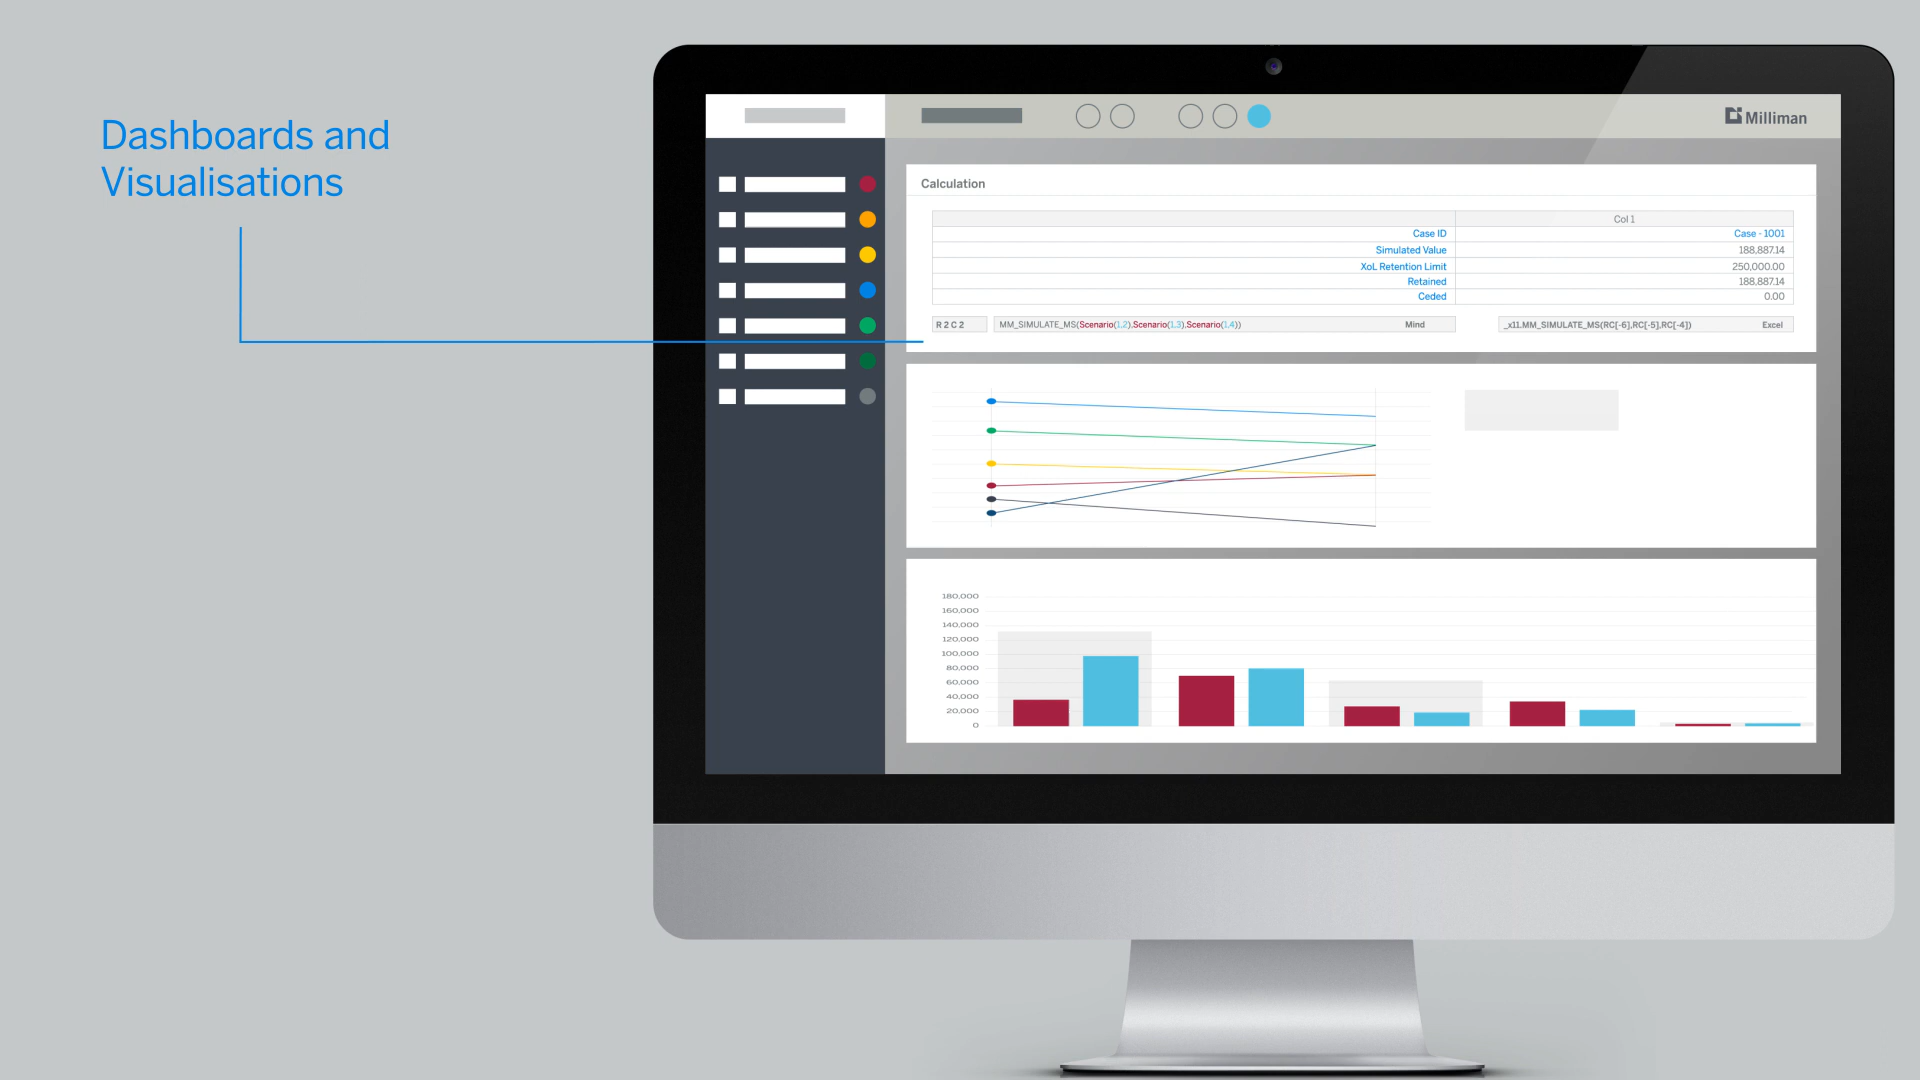 Dashboards and
Visualisations
Milliman
Calculation
Col 1
Case ID Case - 1001
Simulated Value 188,887.14
XoL Retention Limit 250,000.00
Retained 188,887.14
Ceded 0.00
R 2 C 2 MM_SIMULATE_MS(Scenario(1,2),Scenario(1,3),Scenario(1,4)) Mind _x11.MM_SIMULATE_MS(RC[-6],RC[-5],RC[-4]) Excel
180,000
160,000
140,000
120,000
100,000
80,000
60,000
40,000
20,000
0